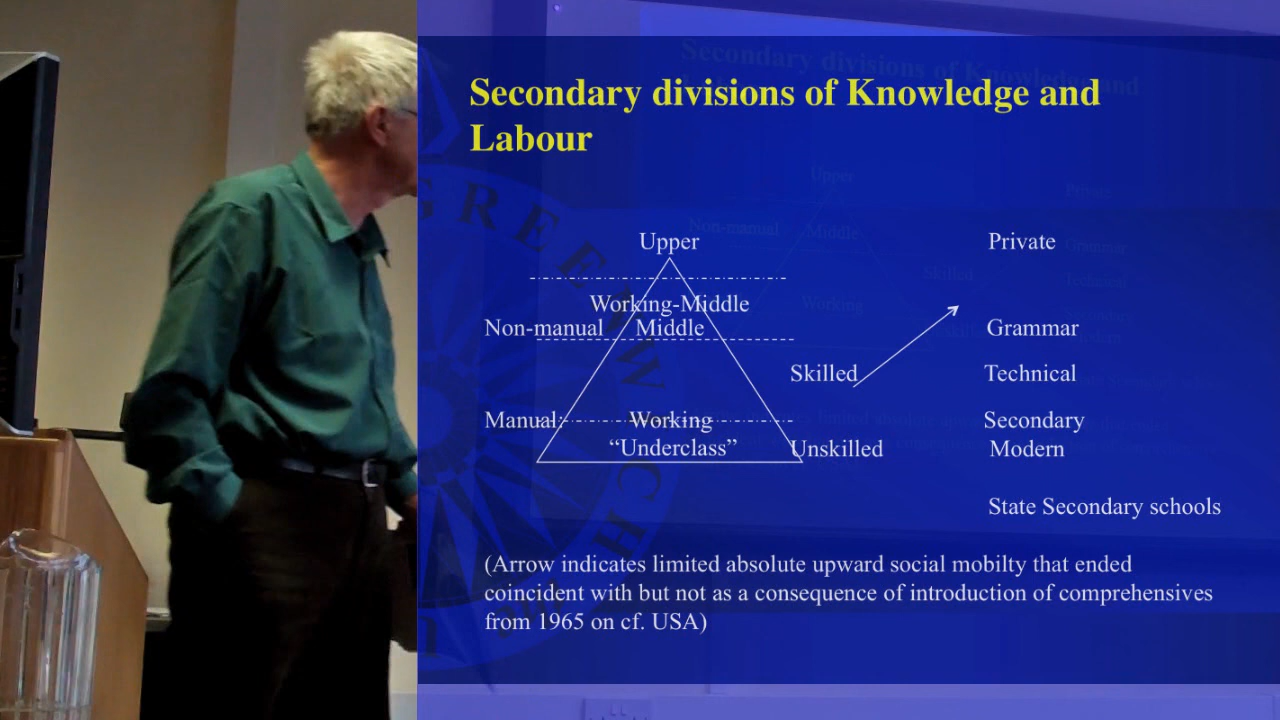 Secondary divisions of Knowledge and
Labour
Upper Private
Working-Middle
Non-manual Middle Grammar
Skilled Technical
Manual: Working Secondary
“Underclass” Unskilled Modern
State Secondary schools
(Arrow indicates limited absolute upward social mobilty that ended
coincident with but not as a consequence of introduction of comprehensives
from 1965 on cf. USA)